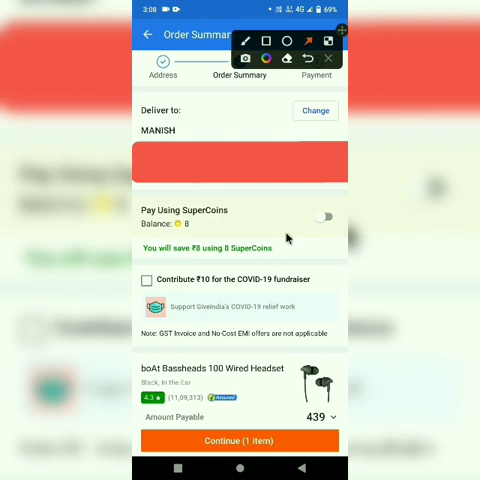 3:08
4G
69%
Order Summar
Address
Order Summary
Payment
Deliver to:
Change
MANISH
Pay Using SuperCoins
Balance: 8
You will save ₹8 using 8 SuperCoins
Contribute ₹10 for the COVID-19 fundraiser
Support GiveIndia's COVID-19 relief work
Note: GST Invoice and No-Cost EMI offers are not applicable
boAt Bassheads 100 Wired Headset
Black, In the Ear
4.3 ★ (11,09,313) Assured
Amount Payable 439
Continue (1 item)